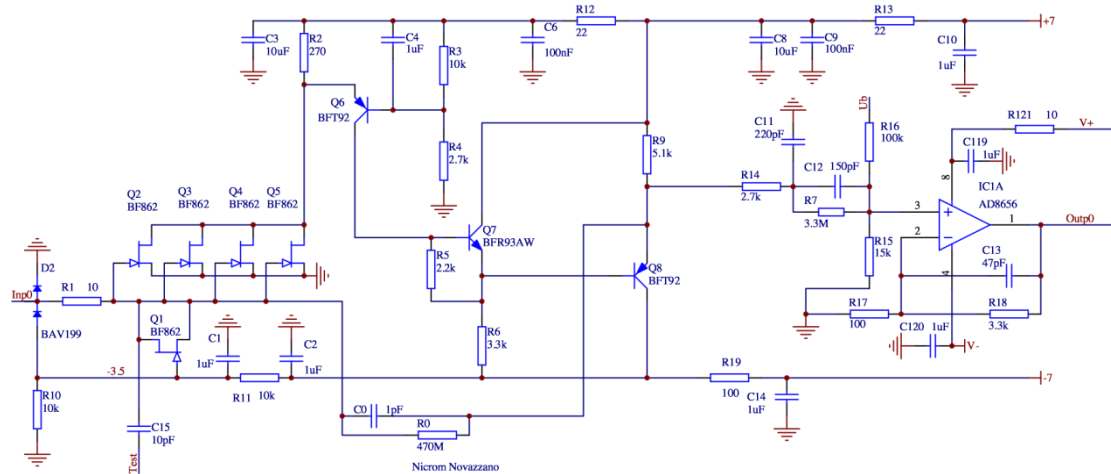 R12
22
R13
22
+7
C3
10uF
R2
270
C4
1uF
R3
10k
C6
100nF
C8
10uF
C9
100nF
C10
1uF
Q6
BFT92
R4
2.7k
R9
5.1k
C11
220pF
Ub
R16
100k
R121
10
V+
C119
1uF
C12
150pF
R14
2.7k
R7
3.3M
8
IC1A
AD8656
3
2
1
4
Outp0
Q2
BF862
Q3
BF862
Q4
BF862
Q5
BF862
Q7
BFR93AW
R5
2.2k
Q8
BFT92
R15
15k
C13
47pF
R17
100
R18
3.3k
C120
1uF
V-
D2
Inp0
R1
10
BAV199
Q1
BF862
C1
1uF
C2
1uF
R6
3.3k
-3.5
R11
10k
R19
100
-7
C14
1uF
R10
10k
C15
10pF
C0
1pF
R0
470M
Test
Nicrom Novazzano